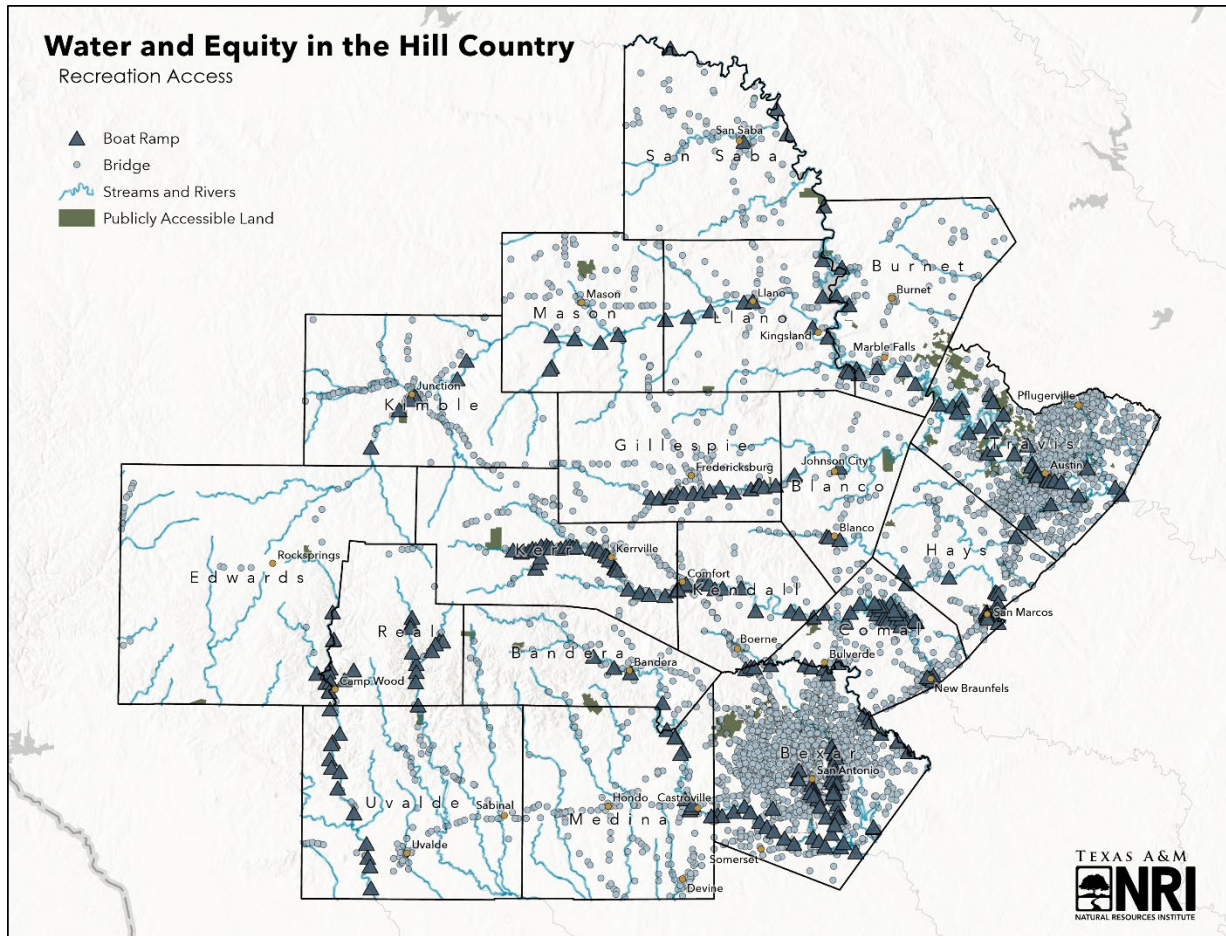 Water and Equity in the Hill Country
Recreation Access
Boat Ramp
Bridge
Streams and Rivers
Publicly Accessible Land
San Saba
San Saba
Burnet
Burnet
Mason
Mason
Llano
Llano
Kingsland
Marble Falls
Junction
Kimble
Pflugerville
Travis
Austin
Gillespie
Fredericksburg
Johnson City
Blanco
Blanco
Hays
Rocksprings
Edwards
Kerr
Kerrville
Comfort
Kendall
San Marcos
Real
Comal
Boerne
Bandera
Bandera
Bulverde
Camp Wood
New Braunfels
Bexar
San Antonio
Uvalde
Sabinal
Hondo
Castroville
Medina
Uvalde
Somerset
Devine
TEXAS A&M
NRI
NATURAL RESOURCES INSTITUTE